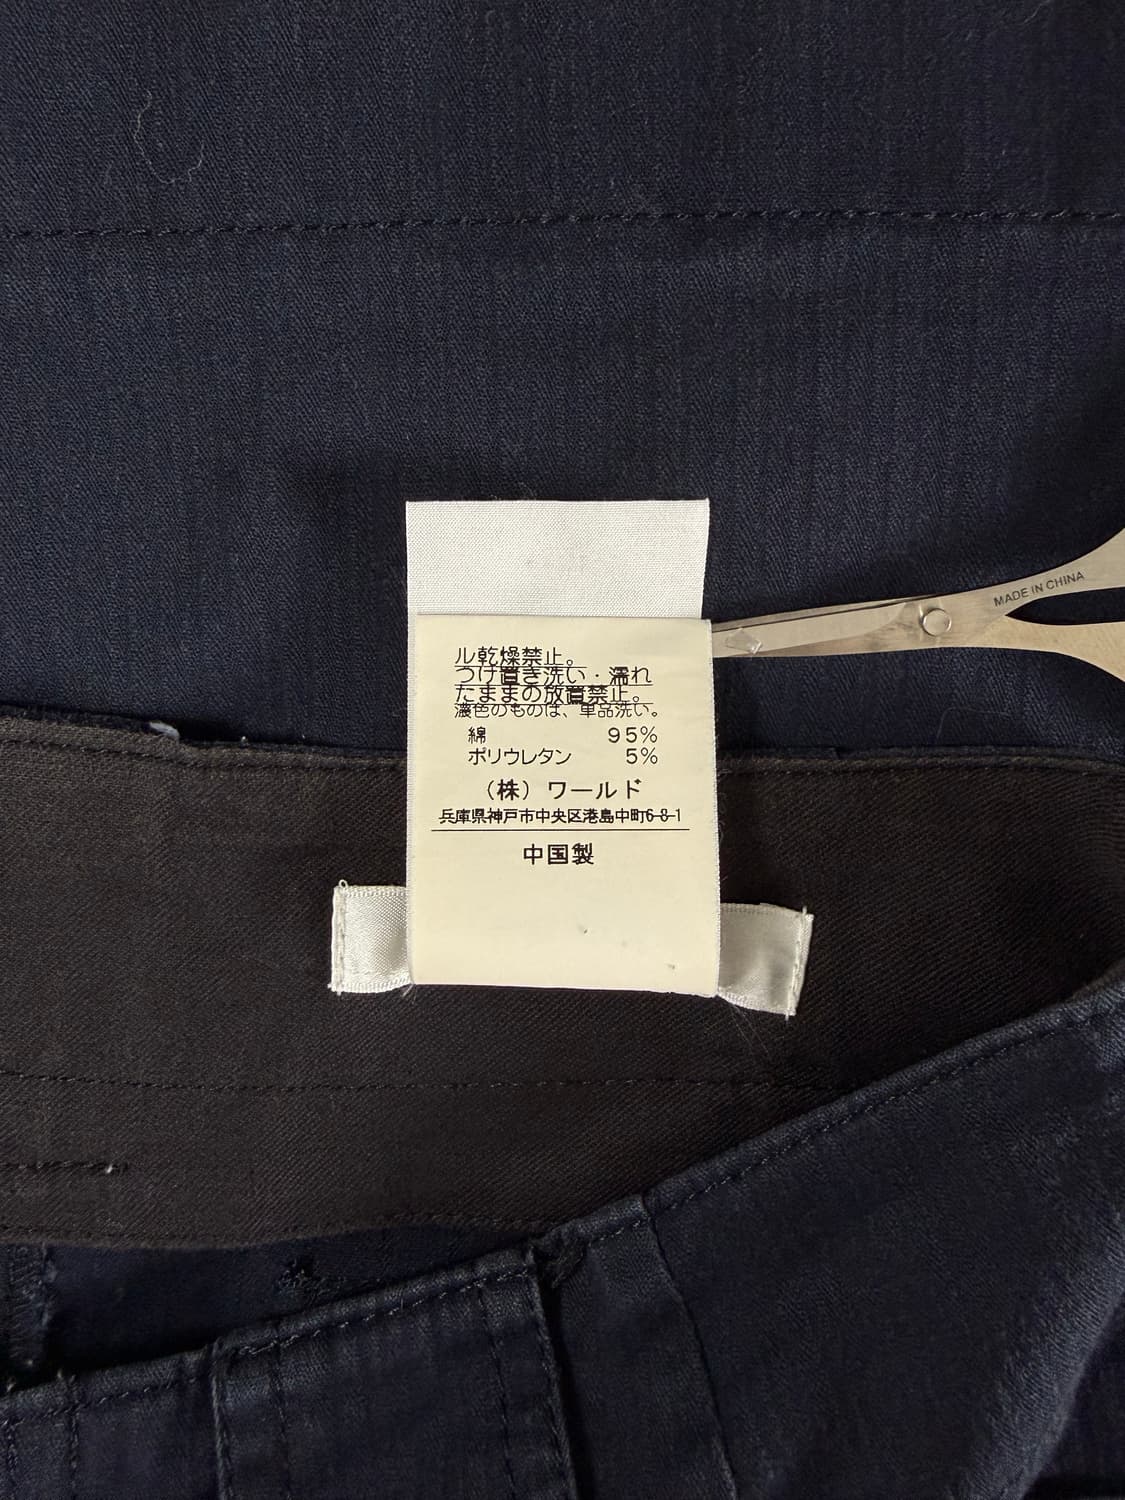 ル乾燥禁止。
つけ置き洗い・濡れ
たままの放置禁止。
濃色のものは、単品洗い。
綿 95%
ポリウレタン 5%
(株)ワールド
兵庫県神戸市中央区港島中町6-8-1
中国製
MADE IN CHINA